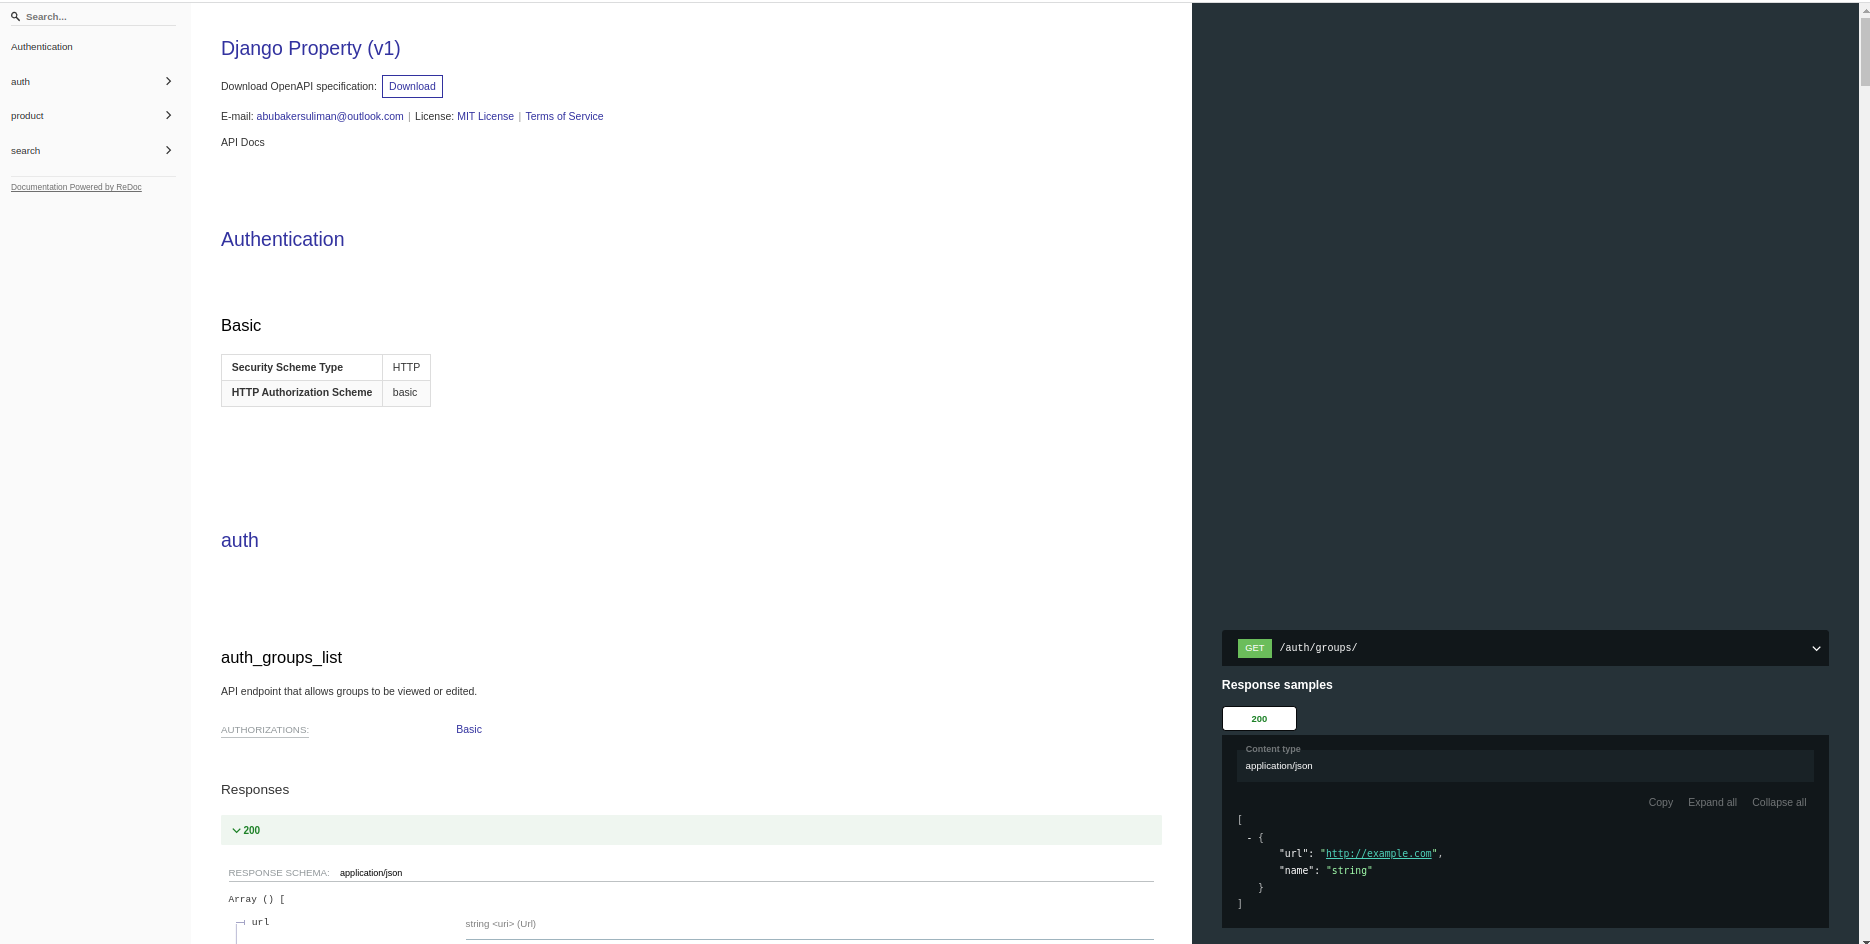 Search...
Authentication
auth
product
search
Documentation Powered by ReDoc
Django Property (v1)
Download OpenAPI specification: Download
E-mail: abubakersuliman@outlook.com | License: MIT License | Terms of Service
API Docs
Authentication
Basic
Security Scheme Type HTTP
HTTP Authorization Scheme basic
auth
auth_groups_list
API endpoint that allows groups to be viewed or edited.
AUTHORIZATIONS: Basic
Responses
200
RESPONSE SCHEMA: application/json
Array () [
url string <uri> (Url)
GET /auth/groups/
Response samples
200
Content type
application/json
Copy Expand all Collapse all
[
- {
"url": "http://example.com",
"name": "string"
}
]